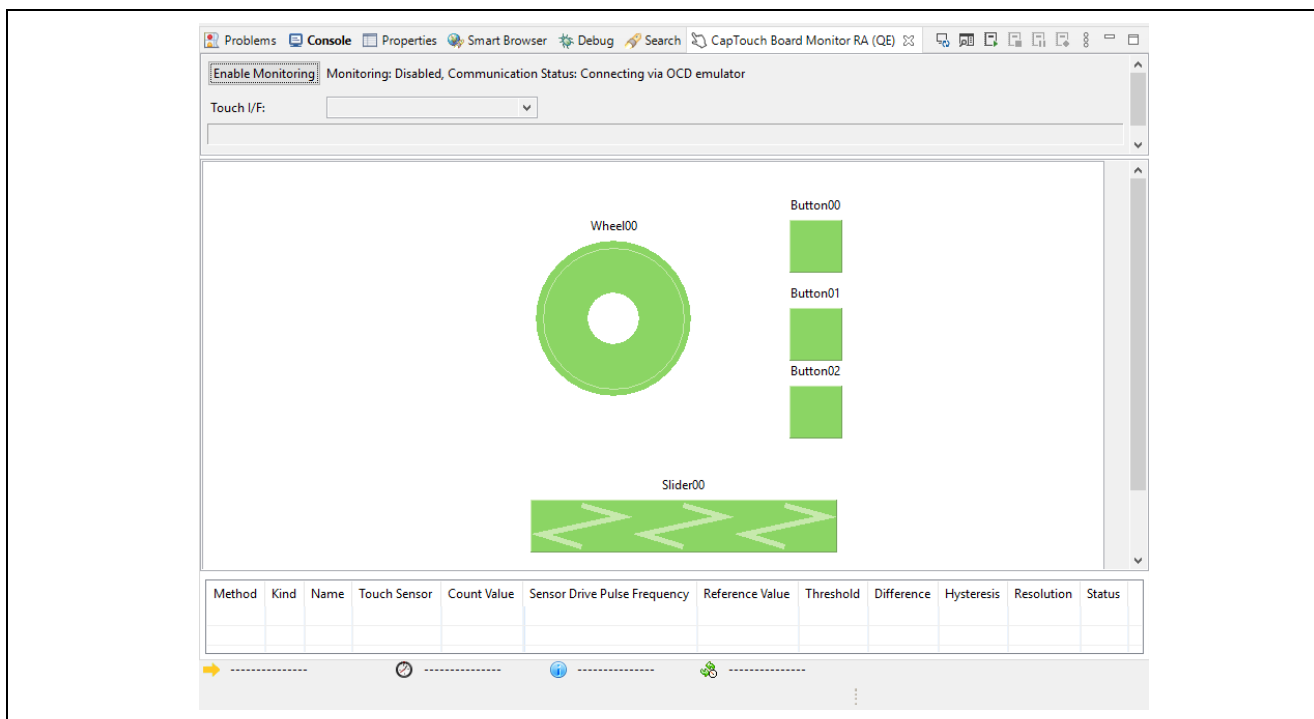 Problems Console Properties Smart Browser Debug Search CapTouch Board Monitor RA (QE)
Enable Monitoring Monitoring: Disabled, Communication Status: Connecting via OCD emulator
Touch I/F:
Button00
Wheel00
Button01
Button02
Slider00
Method Kind Name Touch Sensor Count Value Sensor Drive Pulse Frequency Reference Value Threshold Difference Hysteresis Resolution Status
--------------- --------------- --------------- ---------------